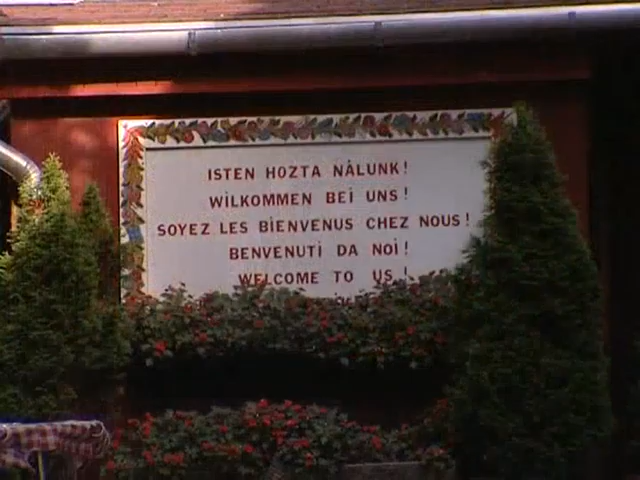 ISTEN HOZTA NÁLUNK!
WILKOMMEN BEI UNS!
SOYEZ LES BIENVENUS CHEZ NOUS!
BENVENUTI DA NOI!
WELCOME TO US!